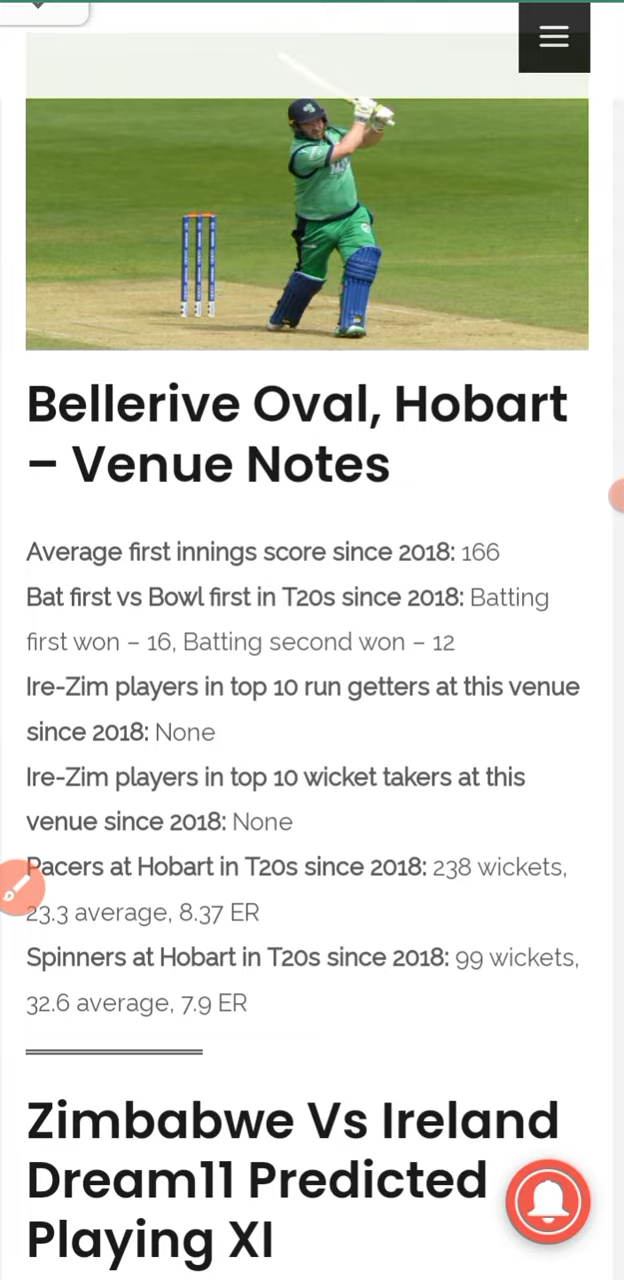 Bellerive Oval, Hobart
– Venue Notes
Average first innings score since 2018: 166
Bat first vs Bowl first in T20s since 2018: Batting
first won – 16, Batting second won – 12
Ire-Zim players in top 10 run getters at this venue
since 2018: None
Ire-Zim players in top 10 wicket takers at this
venue since 2018: None
Pacers at Hobart in T20s since 2018: 238 wickets,
23.3 average, 8.37 ER
Spinners at Hobart in T20s since 2018: 99 wickets,
32.6 average, 7.9 ER
Zimbabwe Vs Ireland
Dream11 Predicted
Playing XI